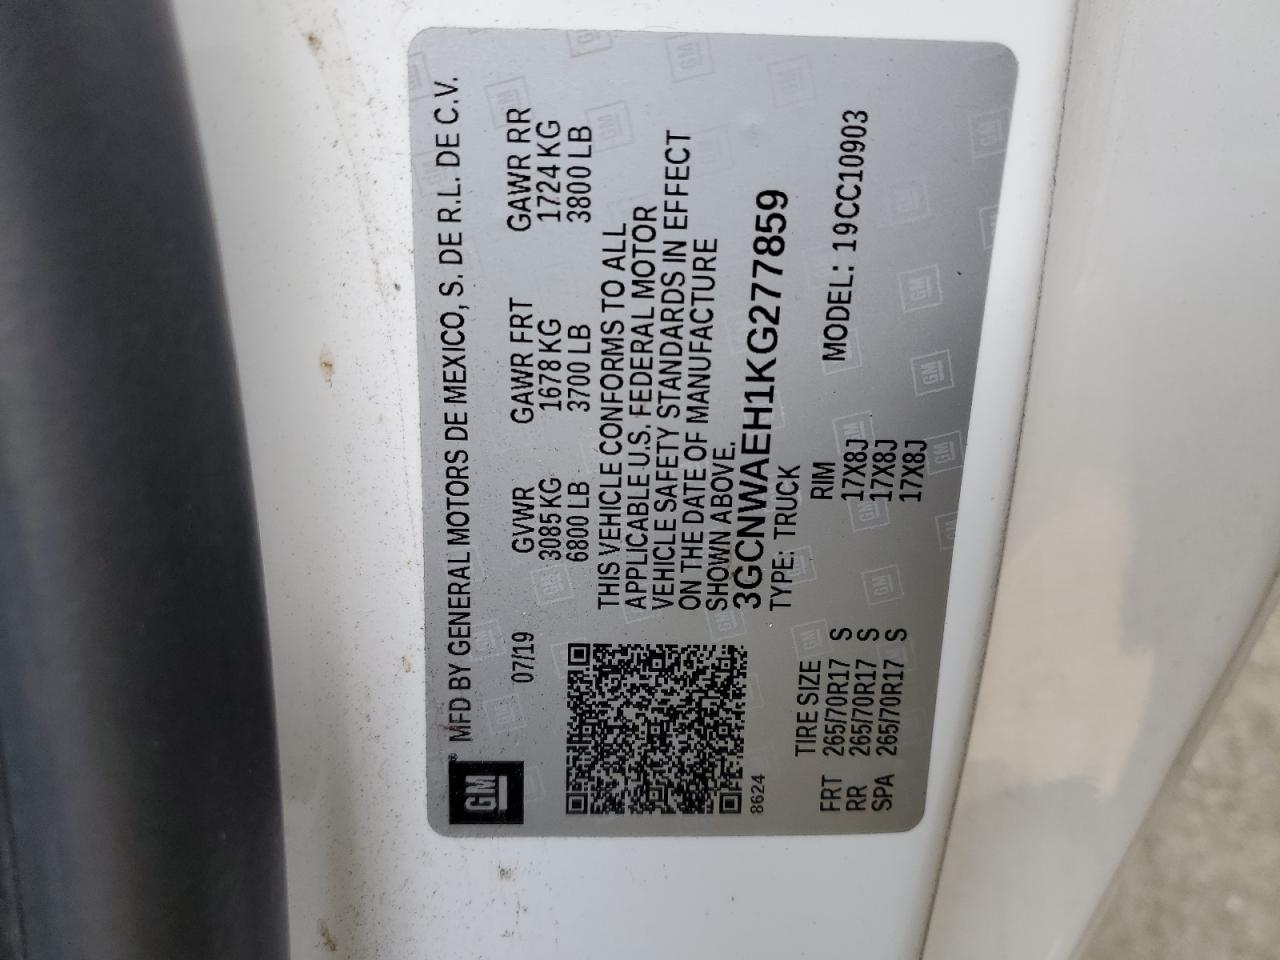 GM ® MFD BY GENERAL MOTORS DE MEXICO, S. DE R.L. DE C.V.
07/19 GVWR GAWR FRT GAWR RR
3085 KG 1678 KG 1724 KG
6800 LB 3700 LB 3800 LB
THIS VEHICLE CONFORMS TO ALL
APPLICABLE U.S. FEDERAL MOTOR
VEHICLE SAFETY STANDARDS IN EFFECT
ON THE DATE OF MANUFACTURE
SHOWN ABOVE.
3GCNWAEH1KG277859
8624 TYPE: TRUCK
TIRE SIZE RIM MODEL: 19CC10903
FRT 265/70R17 S 17X8J
RR 265/70R17 S 17X8J
SPA 265/70R17 S 17X8J